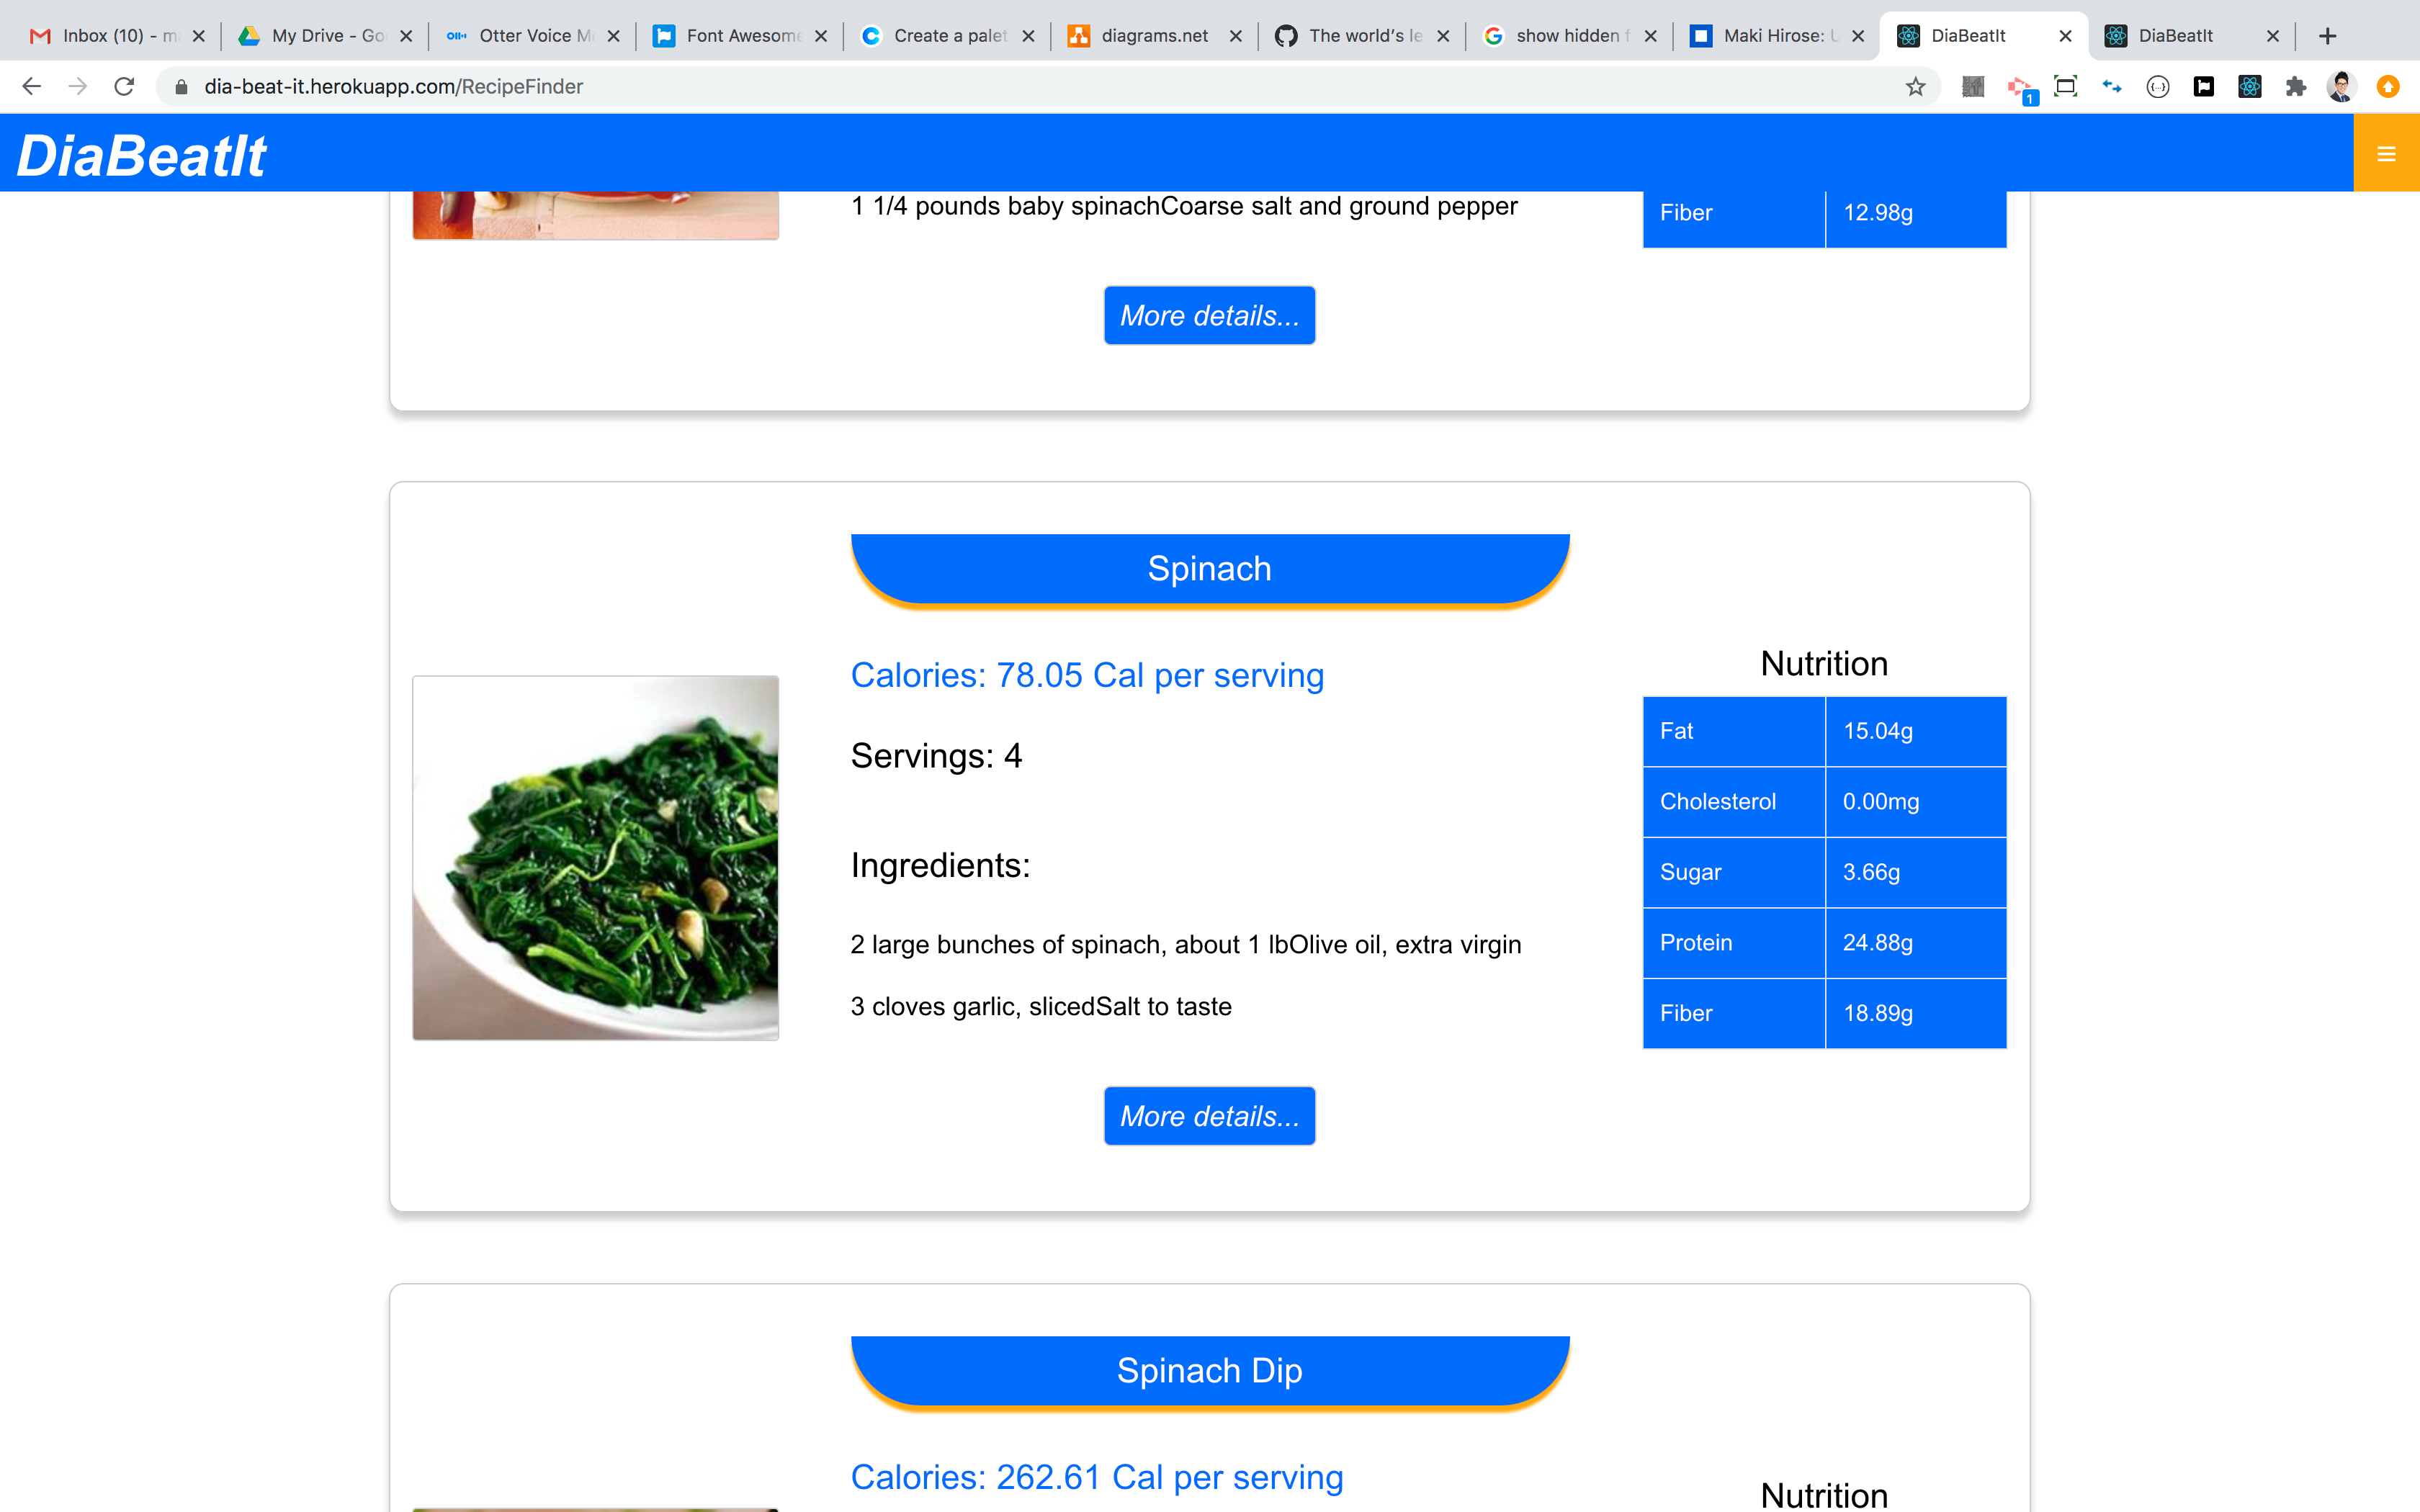 Inbox (10) - m
My Drive - Go
Otter Voice M
Font Awesome
Create a palet
diagrams.net
The world's le
show hidden f
Maki Hirose: U
DiaBeatIt
DiaBeatIt
dia-beat-it.herokuapp.com/RecipeFinder
1
DiaBeatIt
1 1/4 pounds baby spinachCoarse salt and ground pepper
Fiber 12.98g
More details...
Spinach
Calories: 78.05 Cal per serving
Servings: 4
Ingredients:
2 large bunches of spinach, about 1 lbOlive oil, extra virgin
3 cloves garlic, slicedSalt to taste
Nutrition
Fat 15.04g
Cholesterol 0.00mg
Sugar 3.66g
Protein 24.88g
Fiber 18.89g
More details...
Spinach Dip
Calories: 262.61 Cal per serving
Nutrition